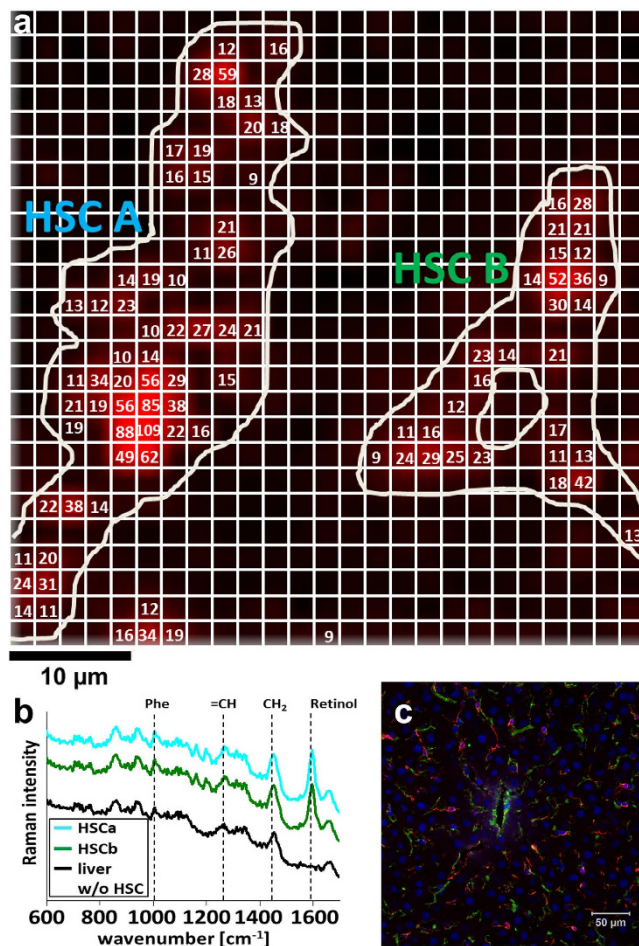 a
12 16
28 59
18 13
20 18
17 19
16 15 9
16 28
HSC A
21
21 21
11 26
15 12
HSC B
14 19 10
14 52 36 9
13 12 23
30 14
10 22 27 24 21
10 14
23 14 21
11 34 20 56 29 15
16
21 19 56 85 38
12
19 88 109 22 16
11 16 17
49 62
9 24 29 25 23 11 13
22 38 14
18 42
11 20
13
24 31
14 11 12
16 34 19 9
10 µm
b
Phe =CH CH2 Retinol
Raman intensity
HSCa
HSCb
liver
w/o HSC
600 800 1000 1200 1400 1600
wavenumber [cm-1]
c
50 µm